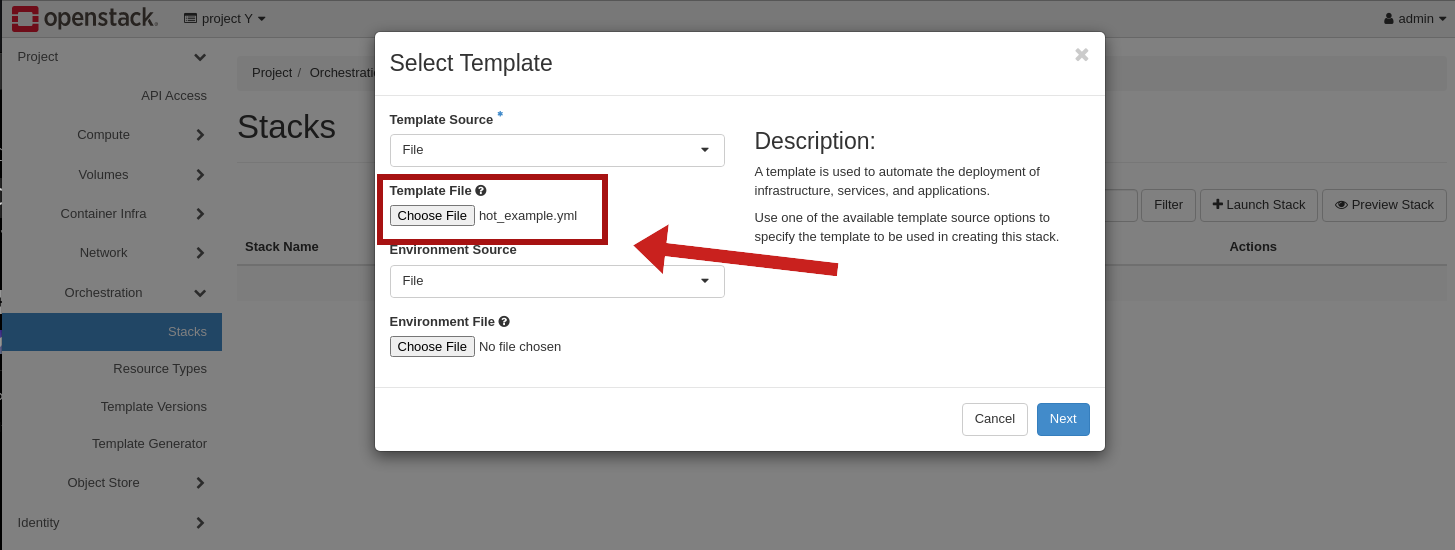 openstack.
project Y
admin
Project
API Access
Compute
Volumes
Container Infra
Network
Orchestration
Stacks
Resource Types
Template Versions
Template Generator
Object Store
Identity
Project /
Stacks
Filter
Launch Stack
Preview Stack
Stack Name
Actions
Select Template
Template Source *
File
Template File
Choose File hot_example.yml
Environment Source
File
Environment File
Choose File No file chosen
Description:
A template is used to automate the deployment of
infrastructure, services, and applications.
Use one of the available template source options to
specify the template to be used in creating this stack.
Cancel
Next